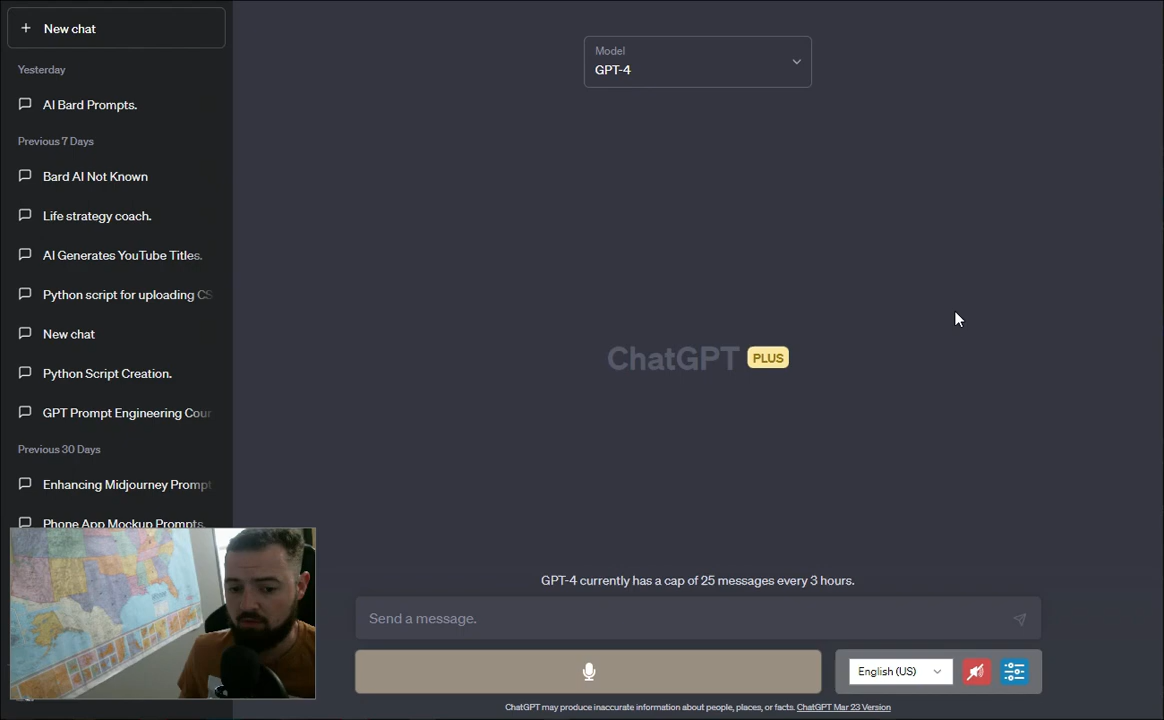 + New chat
Yesterday
AI Bard Prompts.
Previous 7 Days
Bard AI Not Known
Life strategy coach.
AI Generates YouTube Titles.
Python script for uploading CS
New chat
Python Script Creation.
GPT Prompt Engineering Cour
Previous 30 Days
Enhancing Midjourney Prompt
Phone App Mockup Prompts.
Model
GPT-4
ChatGPT PLUS
GPT-4 currently has a cap of 25 messages every 3 hours.
Send a message.
English (US)
ChatGPT may produce inaccurate information about people, places, or facts. ChatGPT Mar 23 Version